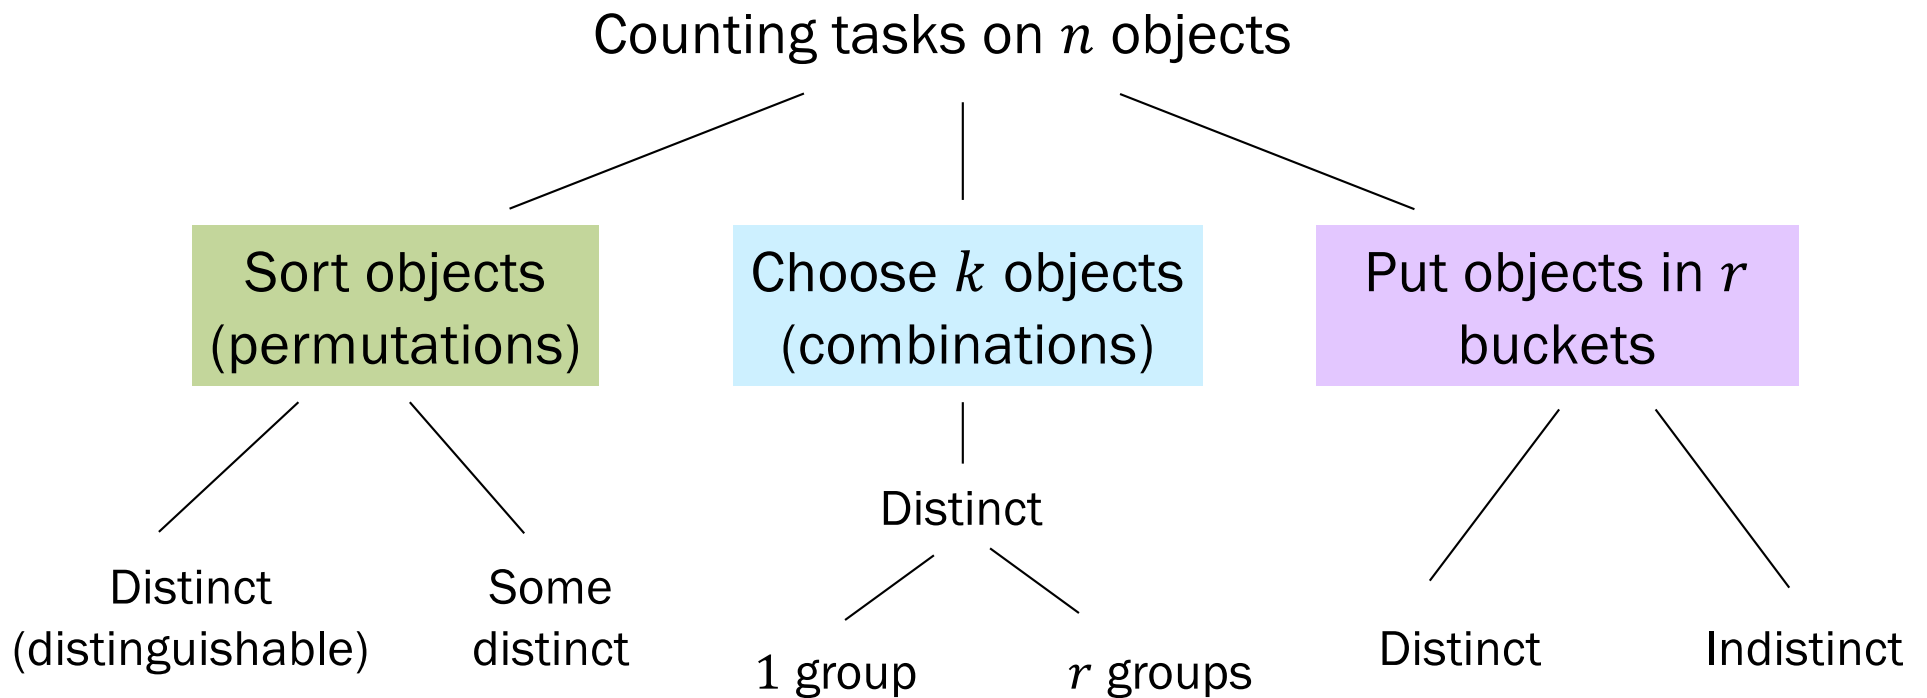 Counting tasks on n objects
Sort objects
(permutations)
Choose k objects
(combinations)
Put objects in r
buckets
Distinct
(distinguishable)
Some
distinct
Distinct
1 group
r groups
Distinct
Indistinct